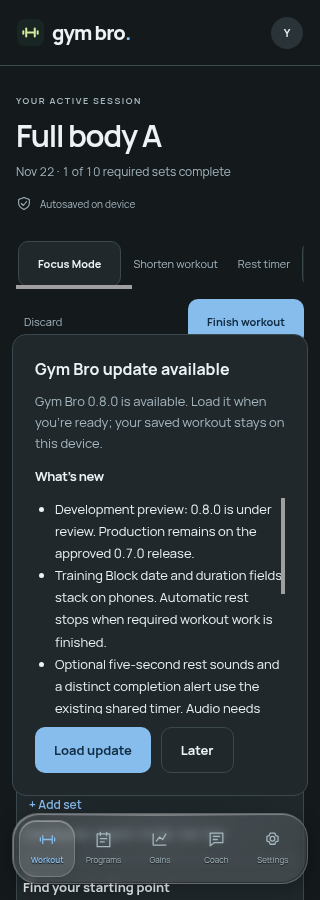 gym bro.
Y
YOUR ACTIVE SESSION
Full body A
Nov 22 · 1 of 10 required sets complete
Autosaved on device
Focus Mode
Shorten workout
Rest timer
Discard
Finish workout
Gym Bro update available
Gym Bro 0.8.0 is available. Load it when
you're ready; your saved workout stays on
this device.
What's new
• Development preview: 0.8.0 is under
review. Production remains on the
approved 0.7.0 release.
• Training Block date and duration fields
stack on phones. Automatic rest
stops when required workout work is
finished.
• Optional five-second rest sounds and
a distinct completion alert use the
existing shared timer. Audio needs
Load update
Later
+ Add set
Workout
Programs
Gains
Coach
Settings
Find your starting point